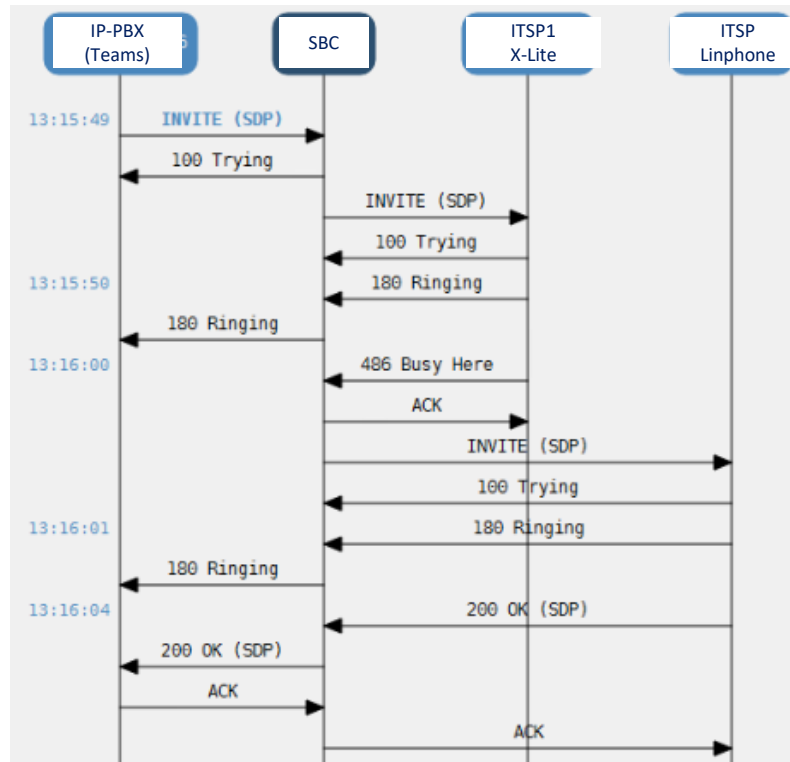 IP-PBX
(Teams)
6
SBC
ITSP1
X-Lite
ITSP
Linphone
13:15:49
INVITE (SDP)
100 Trying
INVITE (SDP)
100 Trying
13:15:50
180 Ringing
180 Ringing
13:16:00
486 Busy Here
ACK
INVITE (SDP)
100 Trying
13:16:01
180 Ringing
180 Ringing
13:16:04
200 OK (SDP)
200 OK (SDP)
ACK
ACK